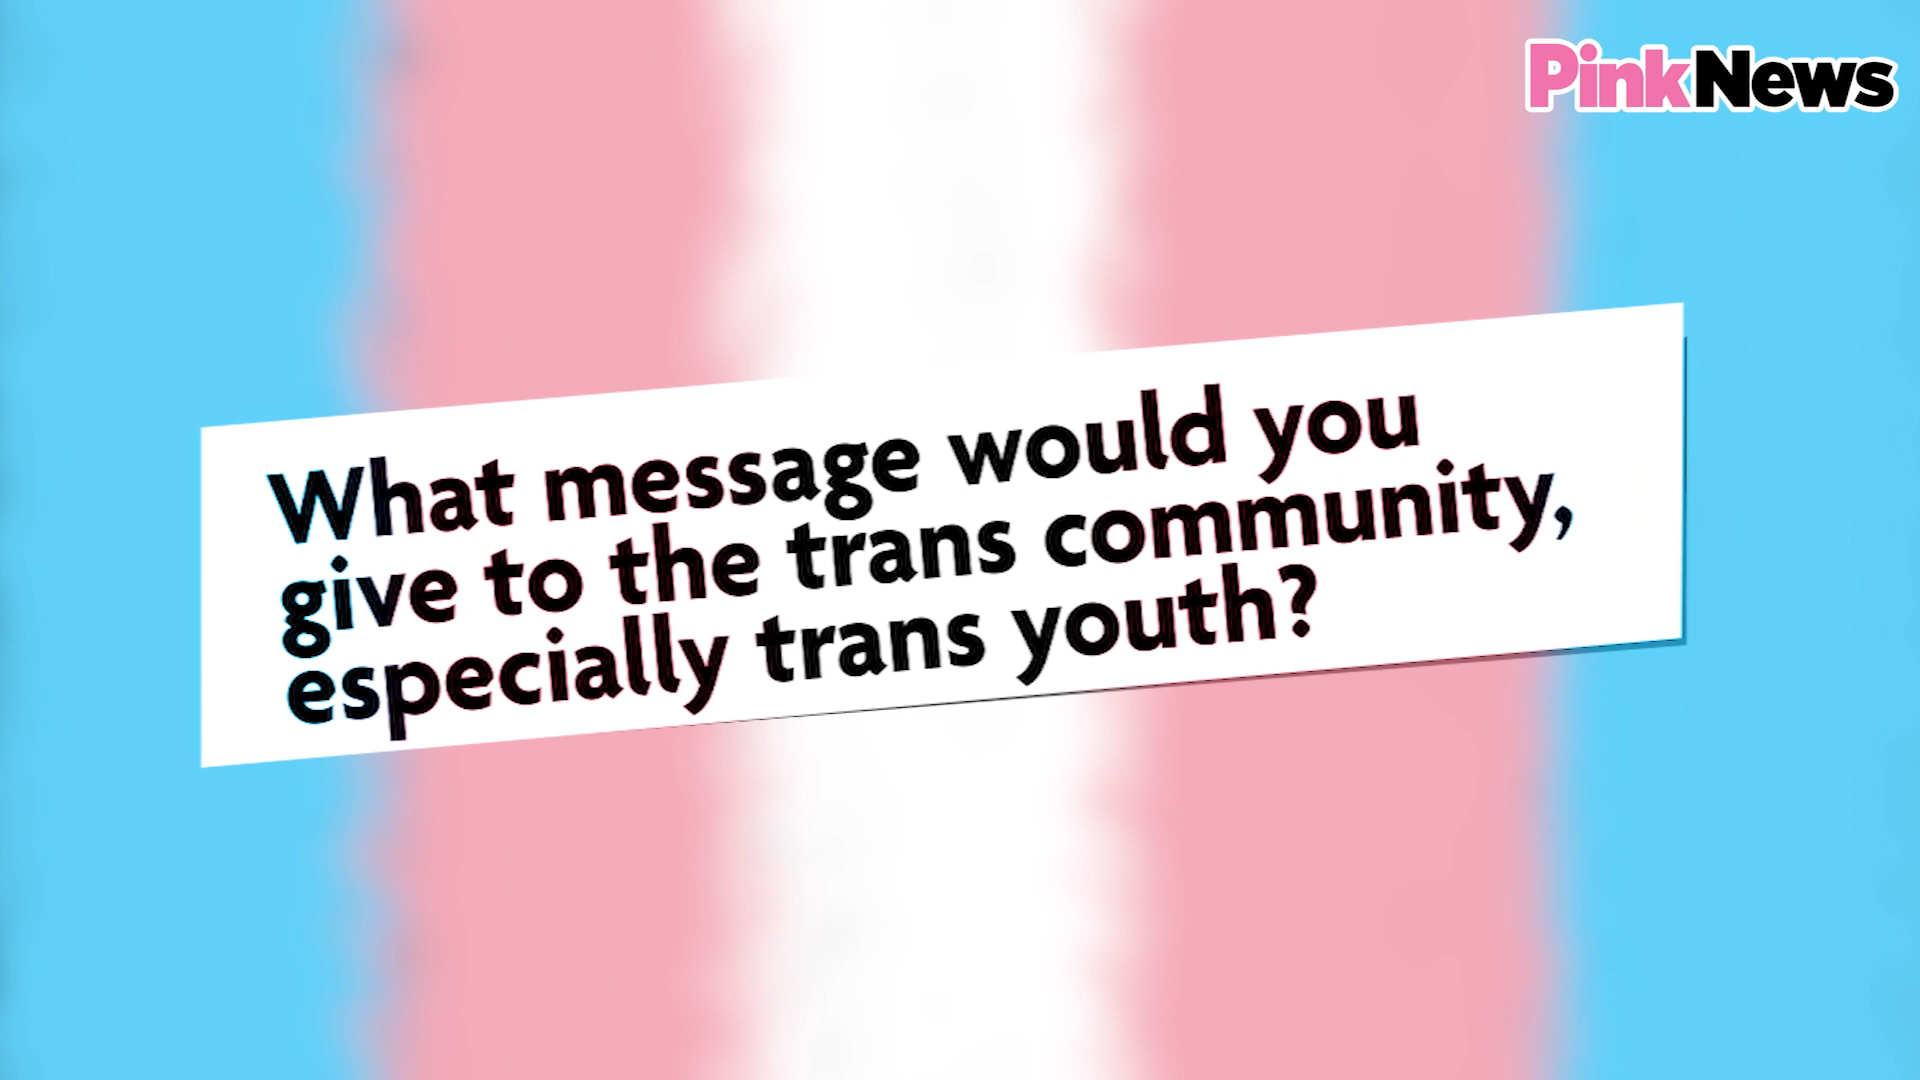 PinkNews
What message would you
give to the trans community,
especially trans youth?